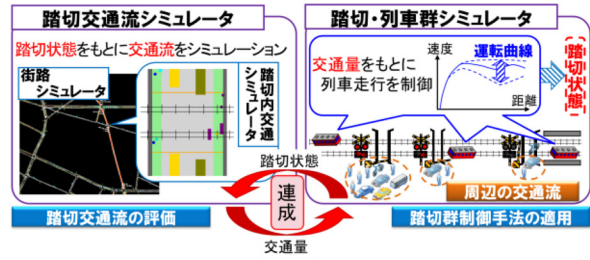 踏切交通流シミュレータ
踏切状態をもとに交通流をシミュレーション
街路
シミュレータ
踏切内交通
シミュレータ
踏切交通流の評価
踏切状態
連成
交通量
踏切・列車群シミュレータ
交通量をもとに
列車走行を制御
速度
運転曲線
距離
踏切状態
周辺の交通流
踏切群制御手法の適用